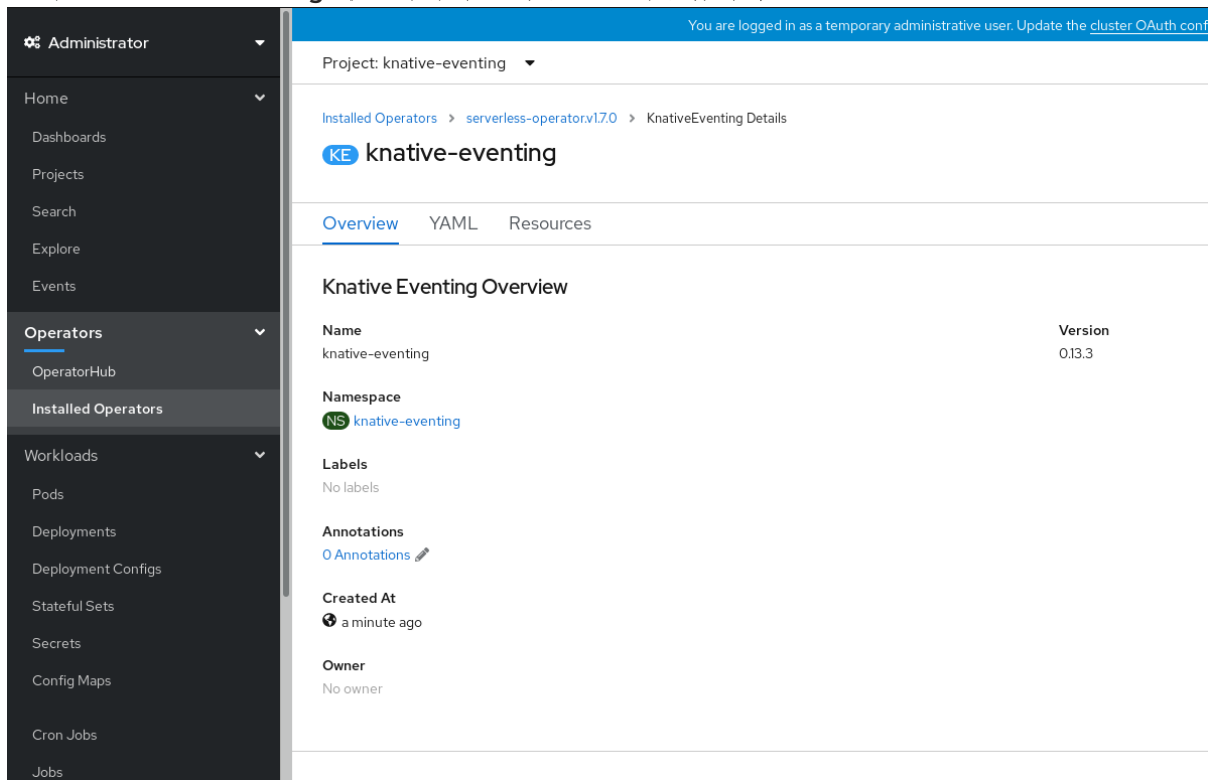 You are logged in as a temporary administrative user. Update the cluster OAuth conf
Administrator
Project: knative-eventing
Home
Dashboards
Projects
Search
Explore
Events
Operators
OperatorHub
Installed Operators
Workloads
Pods
Deployments
Deployment Configs
Stateful Sets
Secrets
Config Maps
Cron Jobs
Jobs
Installed Operators > serverless-operator.v1.7.0 > KnativeEventing Details
KE knative-eventing
Overview YAML Resources
Knative Eventing Overview
Name
knative-eventing
Version
0.13.3
Namespace
NS knative-eventing
Labels
No labels
Annotations
0 Annotations
Created At
a minute ago
Owner
No owner